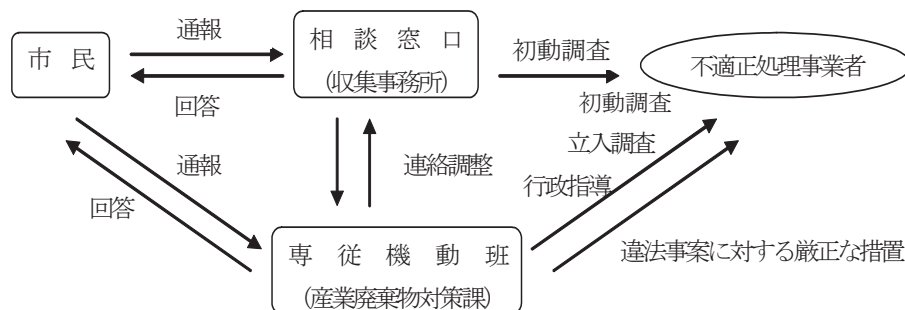 通報
市 民
相 談 窓 口
(収集事務所)
初動調査
不適正処理事業者
回答
初動調査
立入調査
通報
連絡調整
行政指導
回答
専 従 機 動 班
(産業廃棄物対策課)
違法事案に対する厳正な措置